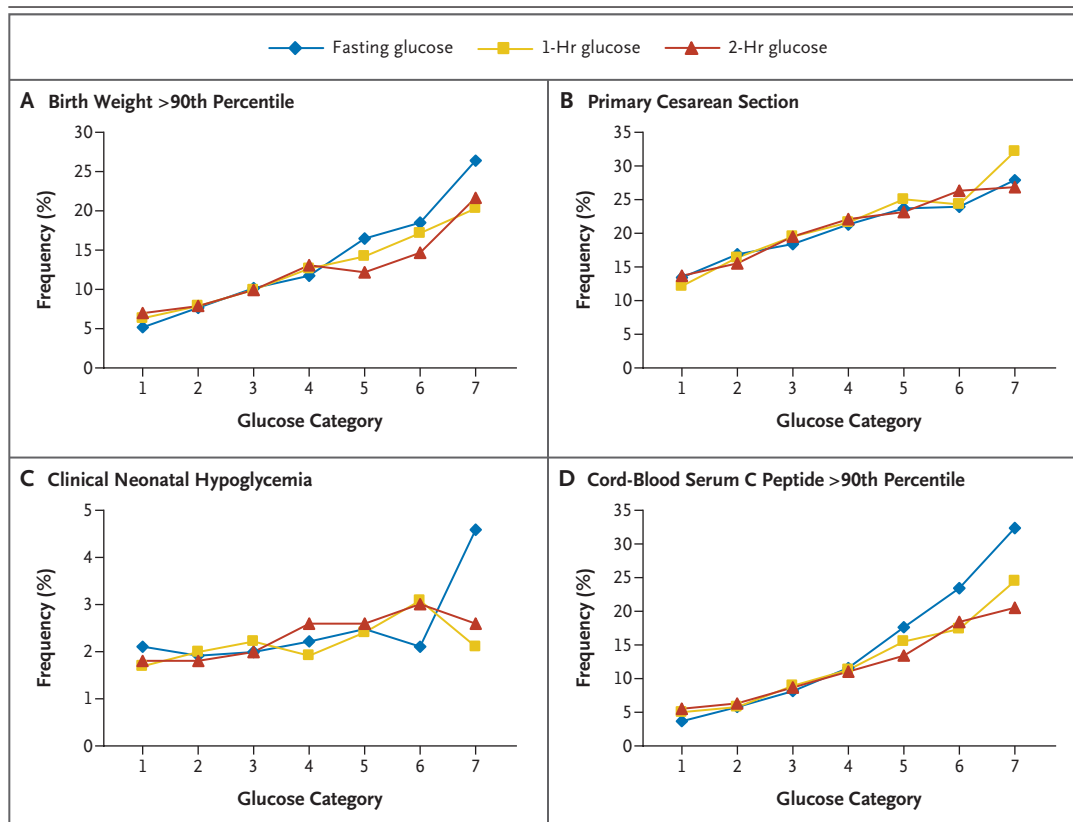 Fasting glucose 1-Hr glucose 2-Hr glucose
A Birth Weight >90th Percentile
30
25
20
15
10
5
0
Frequency (%)
1 2 3 4 5 6 7
Glucose Category
B Primary Cesarean Section
35
30
25
20
15
10
5
0
Frequency (%)
1 2 3 4 5 6 7
Glucose Category
C Clinical Neonatal Hypoglycemia
5
4
3
2
1
0
Frequency (%)
1 2 3 4 5 6 7
Glucose Category
D Cord-Blood Serum C Peptide >90th Percentile
35
30
25
20
15
10
5
0
Frequency (%)
1 2 3 4 5 6 7
Glucose Category